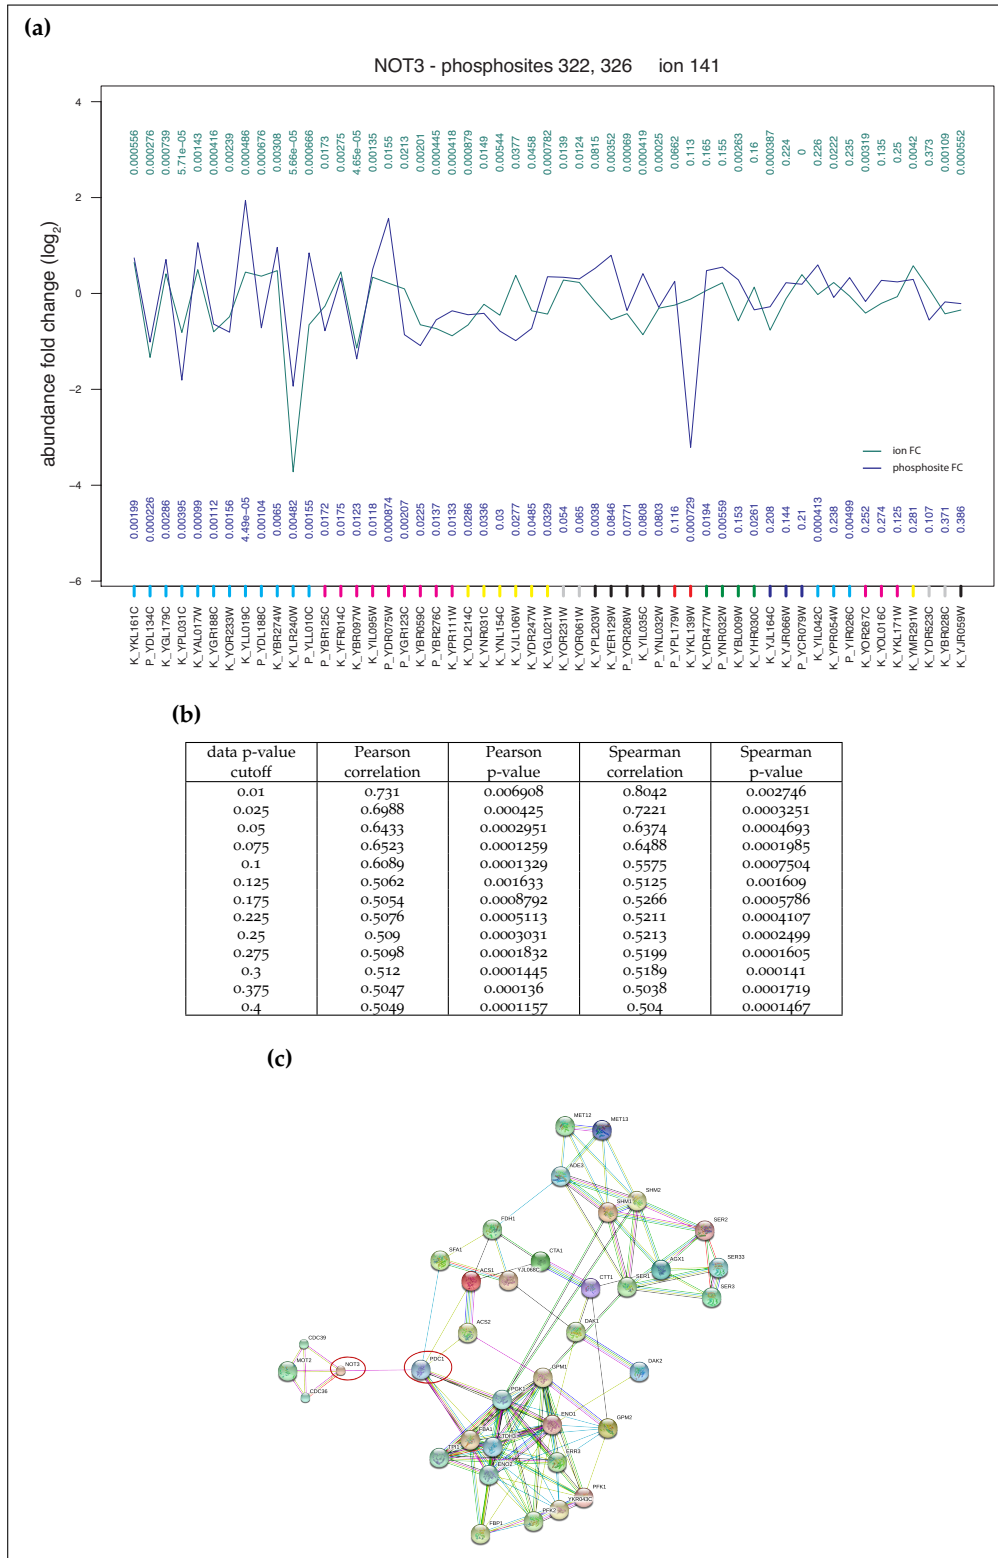 (a)
NOT3 - phosphosites 322, 326 ion 141
abundance fold change (log2)
4
2
0
−2
−4
−6
0.000556
0.000276
0.000739
5.71e-05
0.00143
0.000416
0.00239
0.000486
0.000676
0.00308
5.66e-05
0.000666
0.0173
0.00275
4.65e-05
0.00135
0.0155
0.0213
0.00201
0.000445
0.000418
0.000879
0.0149
0.00544
0.0377
0.0458
0.000782
0.0139
0.0124
0.0815
0.00352
0.00069
0.000419
0.00025
0.0662
0.113
0.165
0.155
0.00263
0.16
0.000387
0.224
0
0.226
0.0222
0.235
0.00319
0.135
0.25
0.0042
0.373
0.00109
0.000552
ion FC
phosphosite FC
0.00199
0.000226
0.00286
0.00395
0.00099
0.00112
0.00156
4.49e-05
0.00104
0.0065
0.00482
0.00155
0.0172
0.0175
0.0123
0.0118
0.000874
0.00207
0.0225
0.0137
0.0133
0.0286
0.0336
0.03
0.0277
0.0485
0.0329
0.054
0.065
0.0038
0.0846
0.0771
0.0808
0.0803
0.116
0.000729
0.0194
0.00559
0.153
0.0261
0.208
0.144
0.21
0.000413
0.238
0.00499
0.252
0.274
0.125
0.281
0.107
0.371
0.386
K_YKL161C
P_YDL134C
K_YGL179C
K_YPL031C
K_YAL017W
K_YGR188C
K_YOR233W
K_YLL019C
P_YDL188C
K_YBR274W
K_YLR240W
P_YLL010C
P_YBR125C
K_YFR014C
K_YBR097W
K_YIL095W
P_YDR075W
P_YGR123C
K_YBR059C
P_YBR276C
K_YPR111W
K_YDL214C
K_YNR031C
K_YNL154C
K_YJL106W
K_YDR247W
K_YGL021W
K_YOR231W
K_YOR061W
K_YPL203W
K_YER129W
P_YOR208W
K_YIL035C
P_YNL032W
P_YPL179W
K_YKL139W
K_YDR477W
P_YNR032W
K_YBL009W
K_YHR030C
K_YJL164C
K_YJR066W
P_YCR079W
K_YIL042C
K_YPR054W
P_YIR026C
K_YDR267C
K_YOL016C
K_YKL171W
K_YMR291W
K_YDR523C
K_YBR028C
K_YJR059W
(b)
data p-value cutoff Pearson correlation Pearson p-value Spearman correlation Spearman p-value
0.01 0.731 0.006908 0.8042 0.002746
0.025 0.6988 0.000425 0.7221 0.0003251
0.05 0.6433 0.0002951 0.6374 0.0004693
0.075 0.6523 0.0001259 0.6488 0.0001985
0.1 0.6089 0.0001329 0.5575 0.0007504
0.125 0.5062 0.001633 0.5125 0.001609
0.175 0.5054 0.0008792 0.5266 0.0005786
0.225 0.5076 0.0005113 0.5211 0.0004107
0.25 0.509 0.0003031 0.5213 0.0002499
0.275 0.5098 0.0001832 0.5199 0.0001605
0.3 0.512 0.0001445 0.5189 0.000141
0.375 0.5047 0.000136 0.5038 0.0001719
0.4 0.5049 0.0001157 0.504 0.0001467
(c)
MET12
MET13
ADE3
SHM2
SHM1
SER2
FDH1
SFA1
CTA1
AGX1
SER33
ACS1
YJL068C
CTT1
SER1
SER3
ACS2
DAK1
CDC39
MOT2
NOT3
PDC1
GPM1
DAK2
CDC36
PGK1
ENO1
GPM2
FBA1
TPI1
ENO2
ERR3
PFK1
YKR043C
PFK2
FBP1